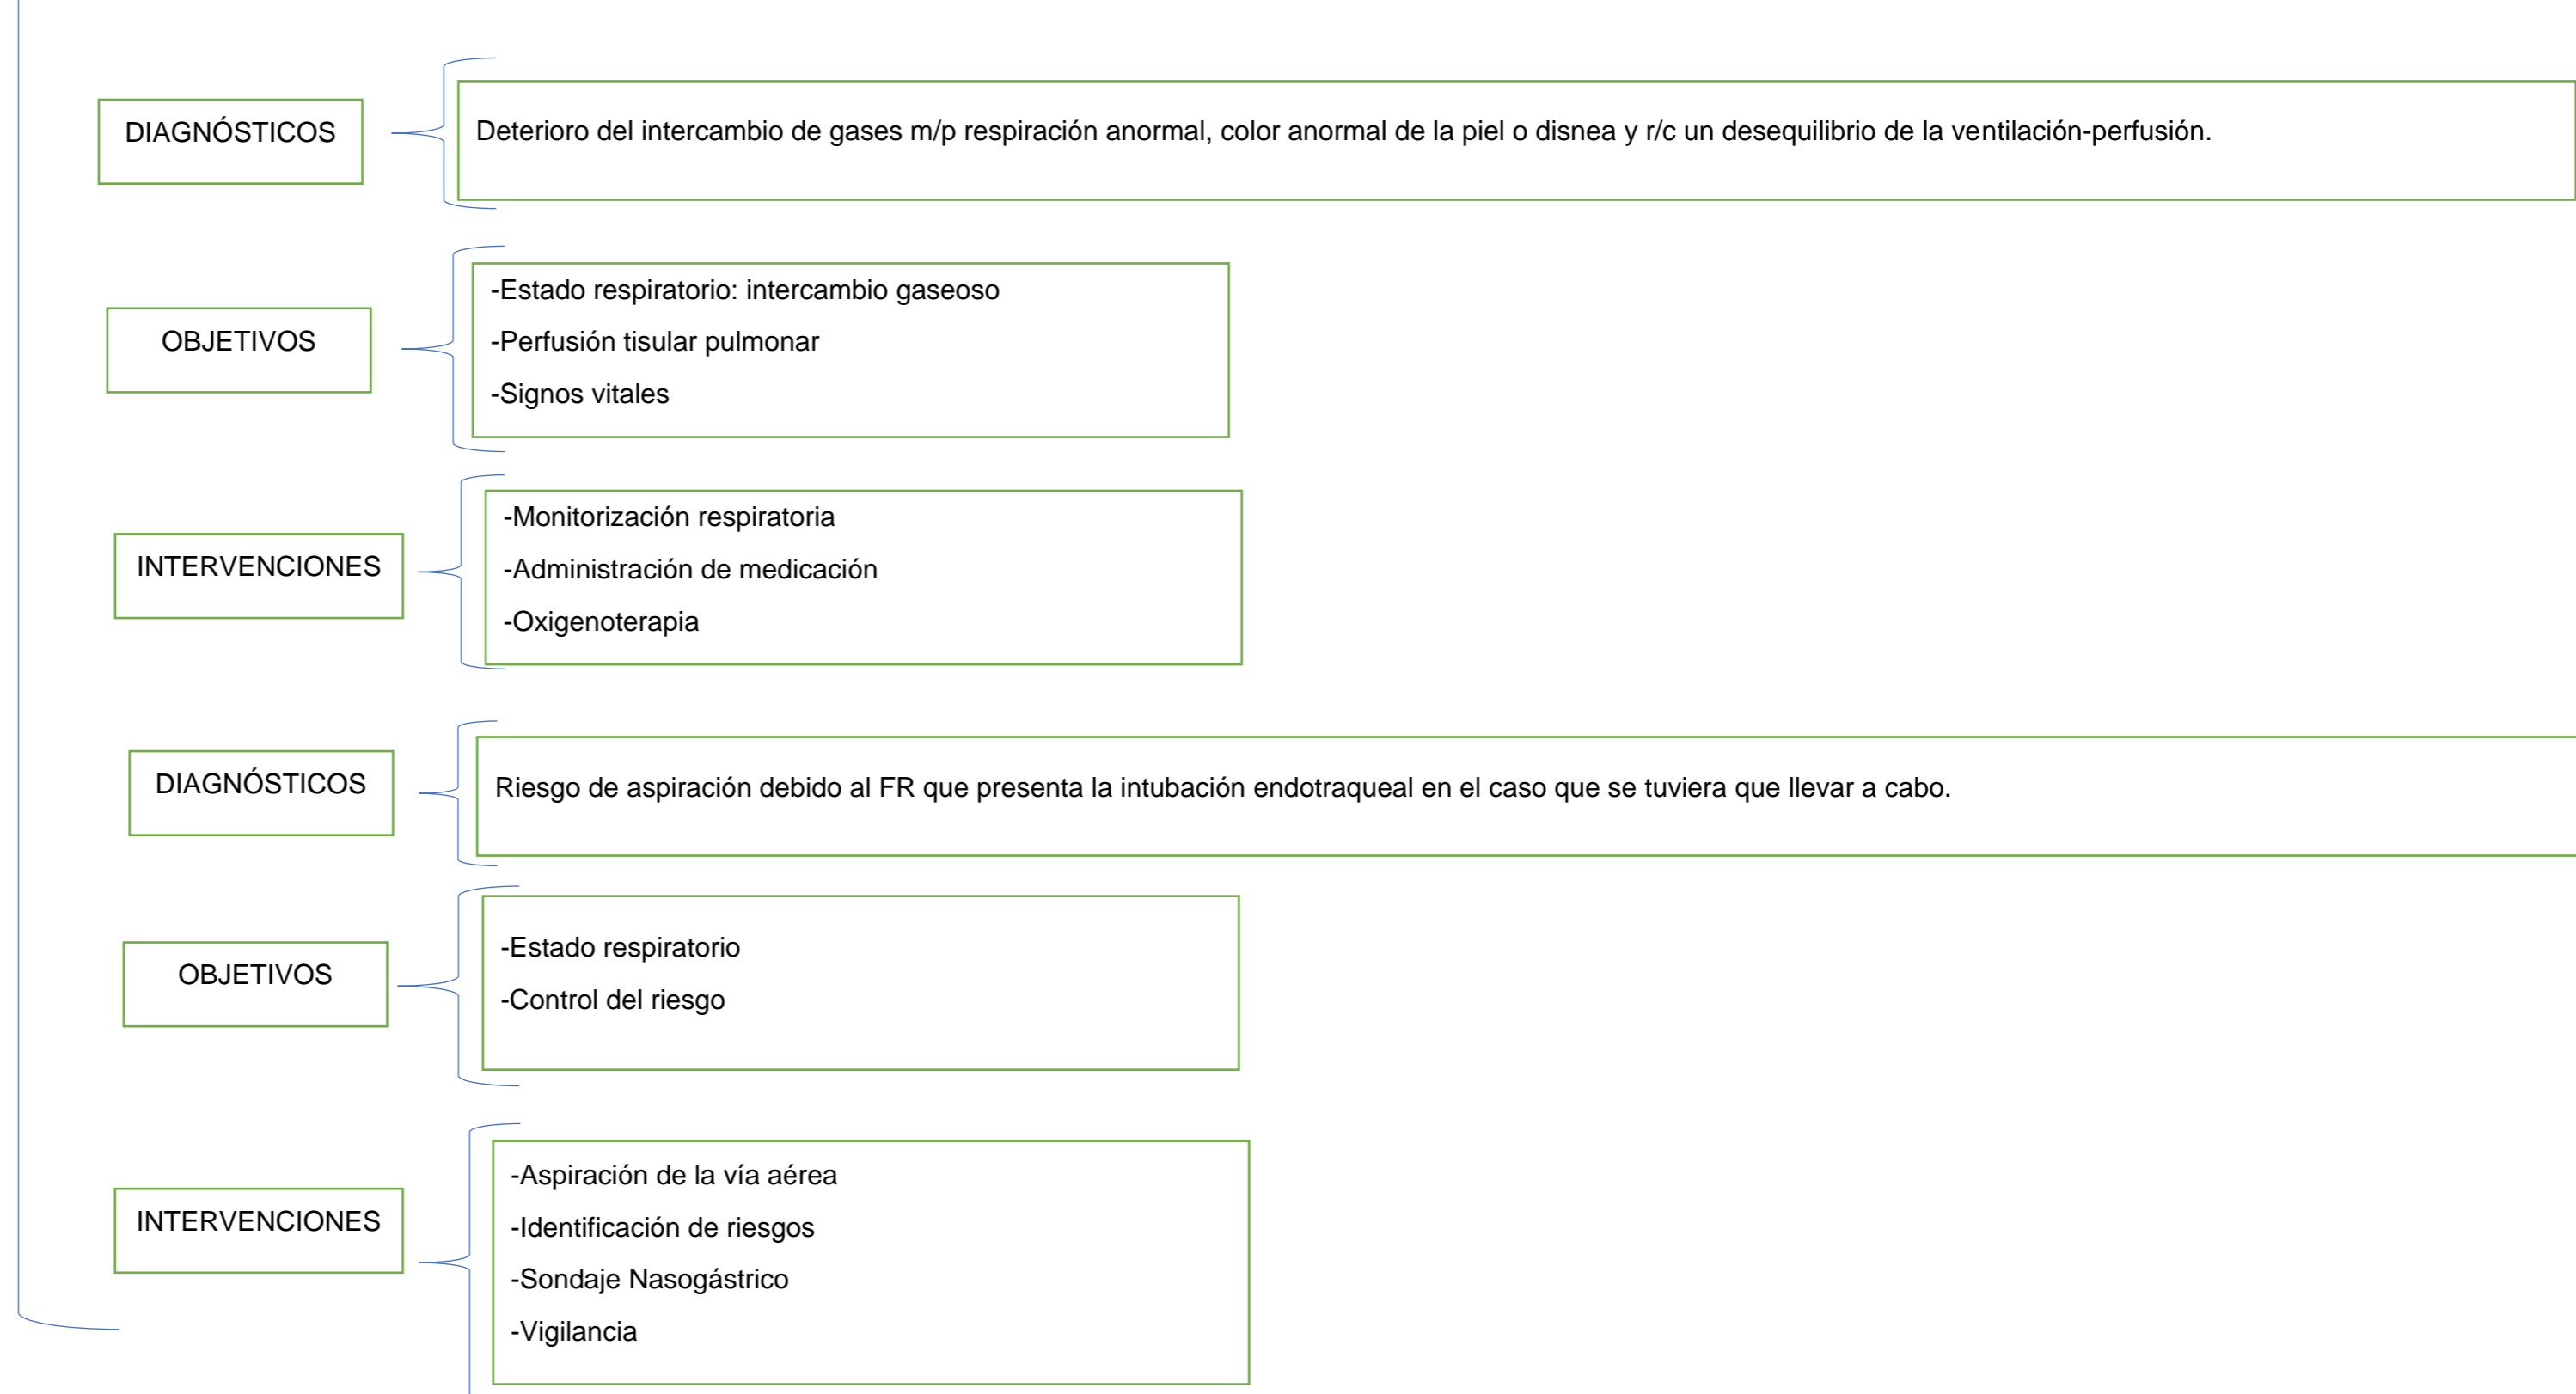 DIAGNÓSTICOS
Deterioro del intercambio de gases m/p respiración anormal, color anormal de la piel o disnea y r/c un desequilibrio de la ventilación-perfusión.
OBJETIVOS
-Estado respiratorio: intercambio gaseoso
-Perfusión tisular pulmonar
-Signos vitales
INTERVENCIONES
-Monitorización respiratoria
-Administración de medicación
-Oxigenoterapia
DIAGNÓSTICOS
Riesgo de aspiración debido al FR que presenta la intubación endotraqueal en el caso que se tuviera que llevar a cabo.
OBJETIVOS
-Estado respiratorio
-Control del riesgo
INTERVENCIONES
-Aspiración de la vía aérea
-Identificación de riesgos
-Sondaje Nasogástrico
-Vigilancia